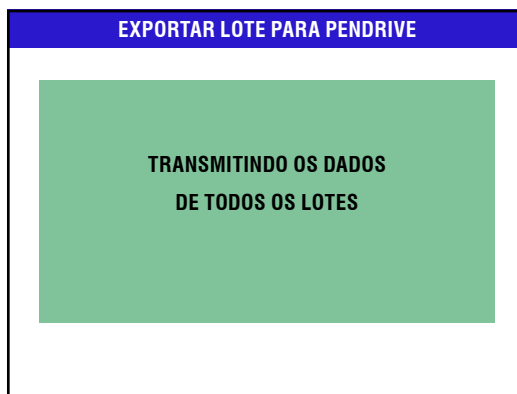 EXPORTAR LOTE PARA PENDRIVE
TRANSMITINDO OS DADOS
DE TODOS OS LOTES